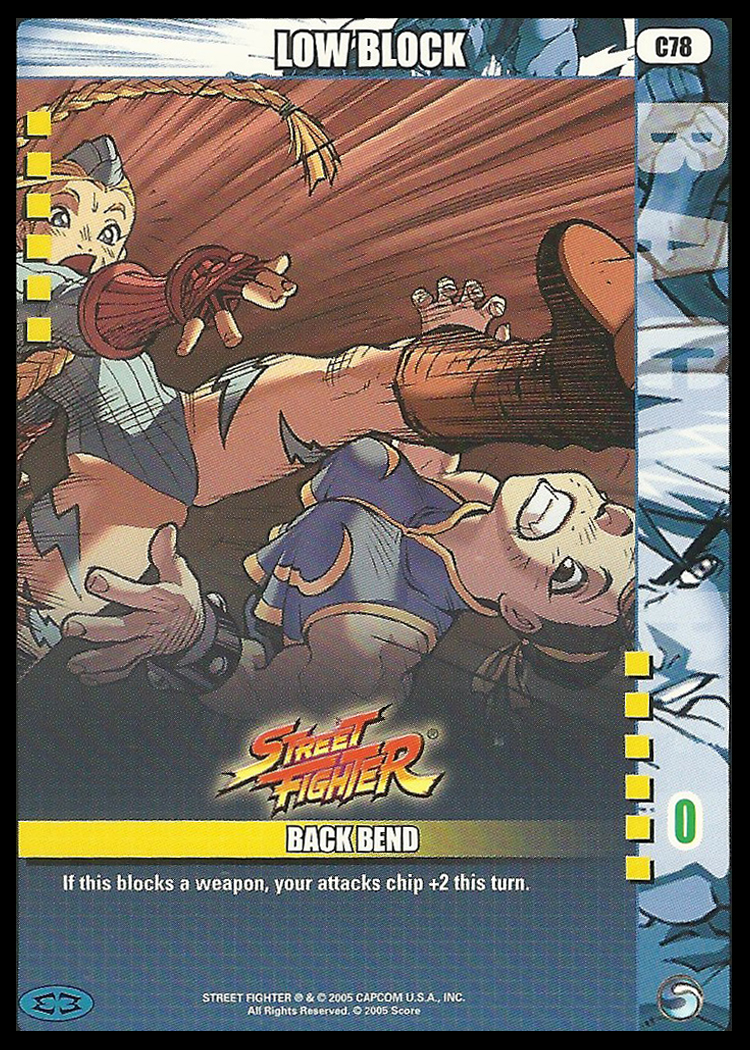 LOW BLOCK
C78
BASIC
STREET
FIGHTER®
0
BACK BEND
If this blocks a weapon, your attacks chip +2 this turn.
STREET FIGHTER ® & © 2005 CAPCOM U.S.A., INC.
All Rights Reserved. © 2005 Score